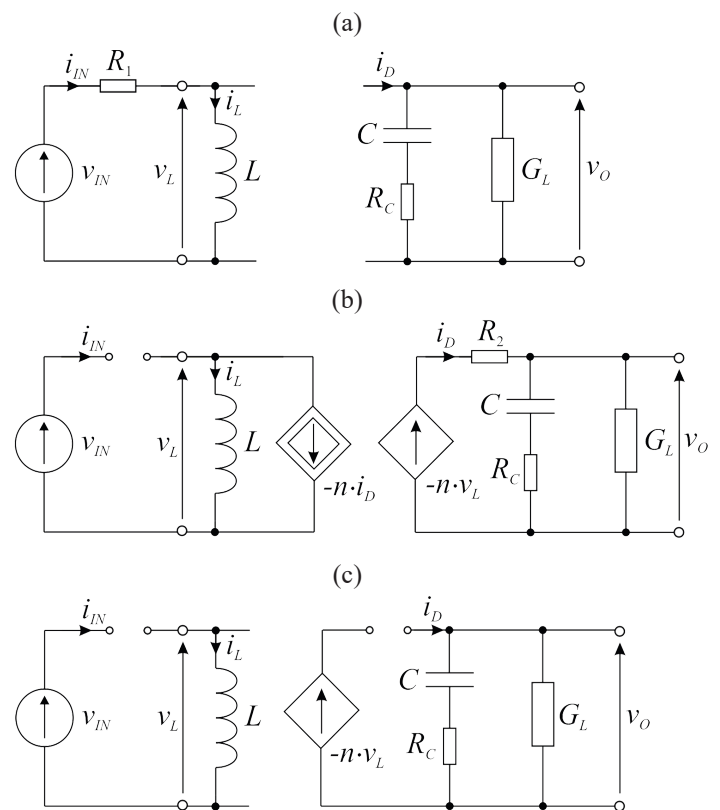 (a)
i_IN R_1 i_D
i_L
v_IN v_L L C G_L v_O
R_C
(b)
i_IN i_D R_2
i_L
v_IN v_L L C G_L v_O
R_C
-n·i_D -n·v_L
(c)
i_IN i_D
i_L
v_IN v_L L C G_L v_O
R_C
-n·v_L